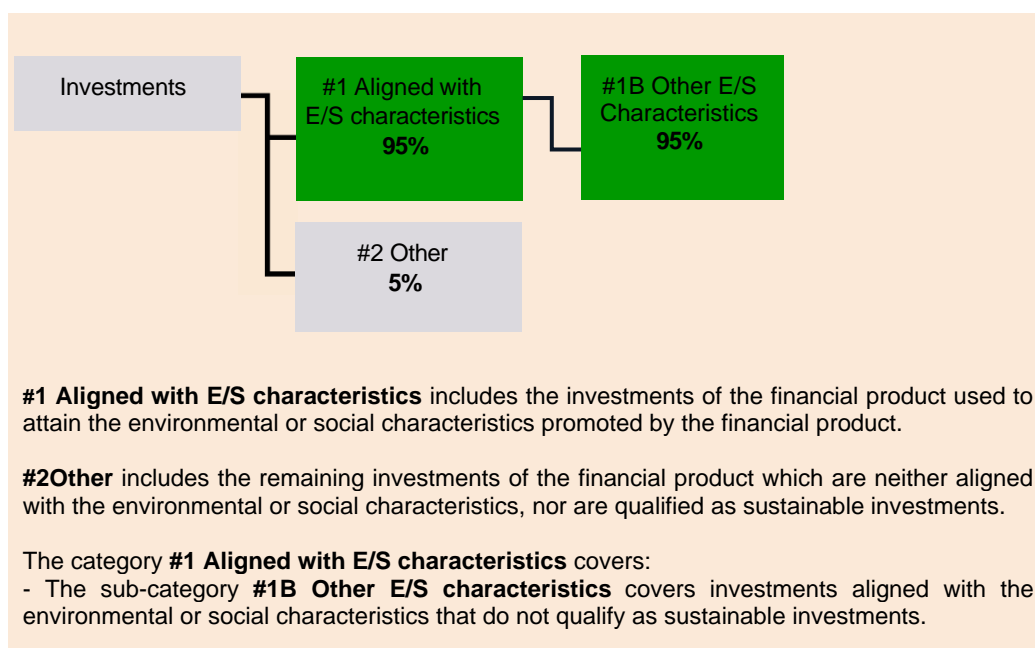 Investments
#1 Aligned with
E/S characteristics
95%
#1B Other E/S
Characteristics
95%
#2 Other
5%
#1 Aligned with E/S characteristics includes the investments of the financial product used to
attain the environmental or social characteristics promoted by the financial product.
#2Other includes the remaining investments of the financial product which are neither aligned
with the environmental or social characteristics, nor are qualified as sustainable investments.
The category #1 Aligned with E/S characteristics covers:
- The sub-category #1B Other E/S characteristics covers investments aligned with the
environmental or social characteristics that do not qualify as sustainable investments.